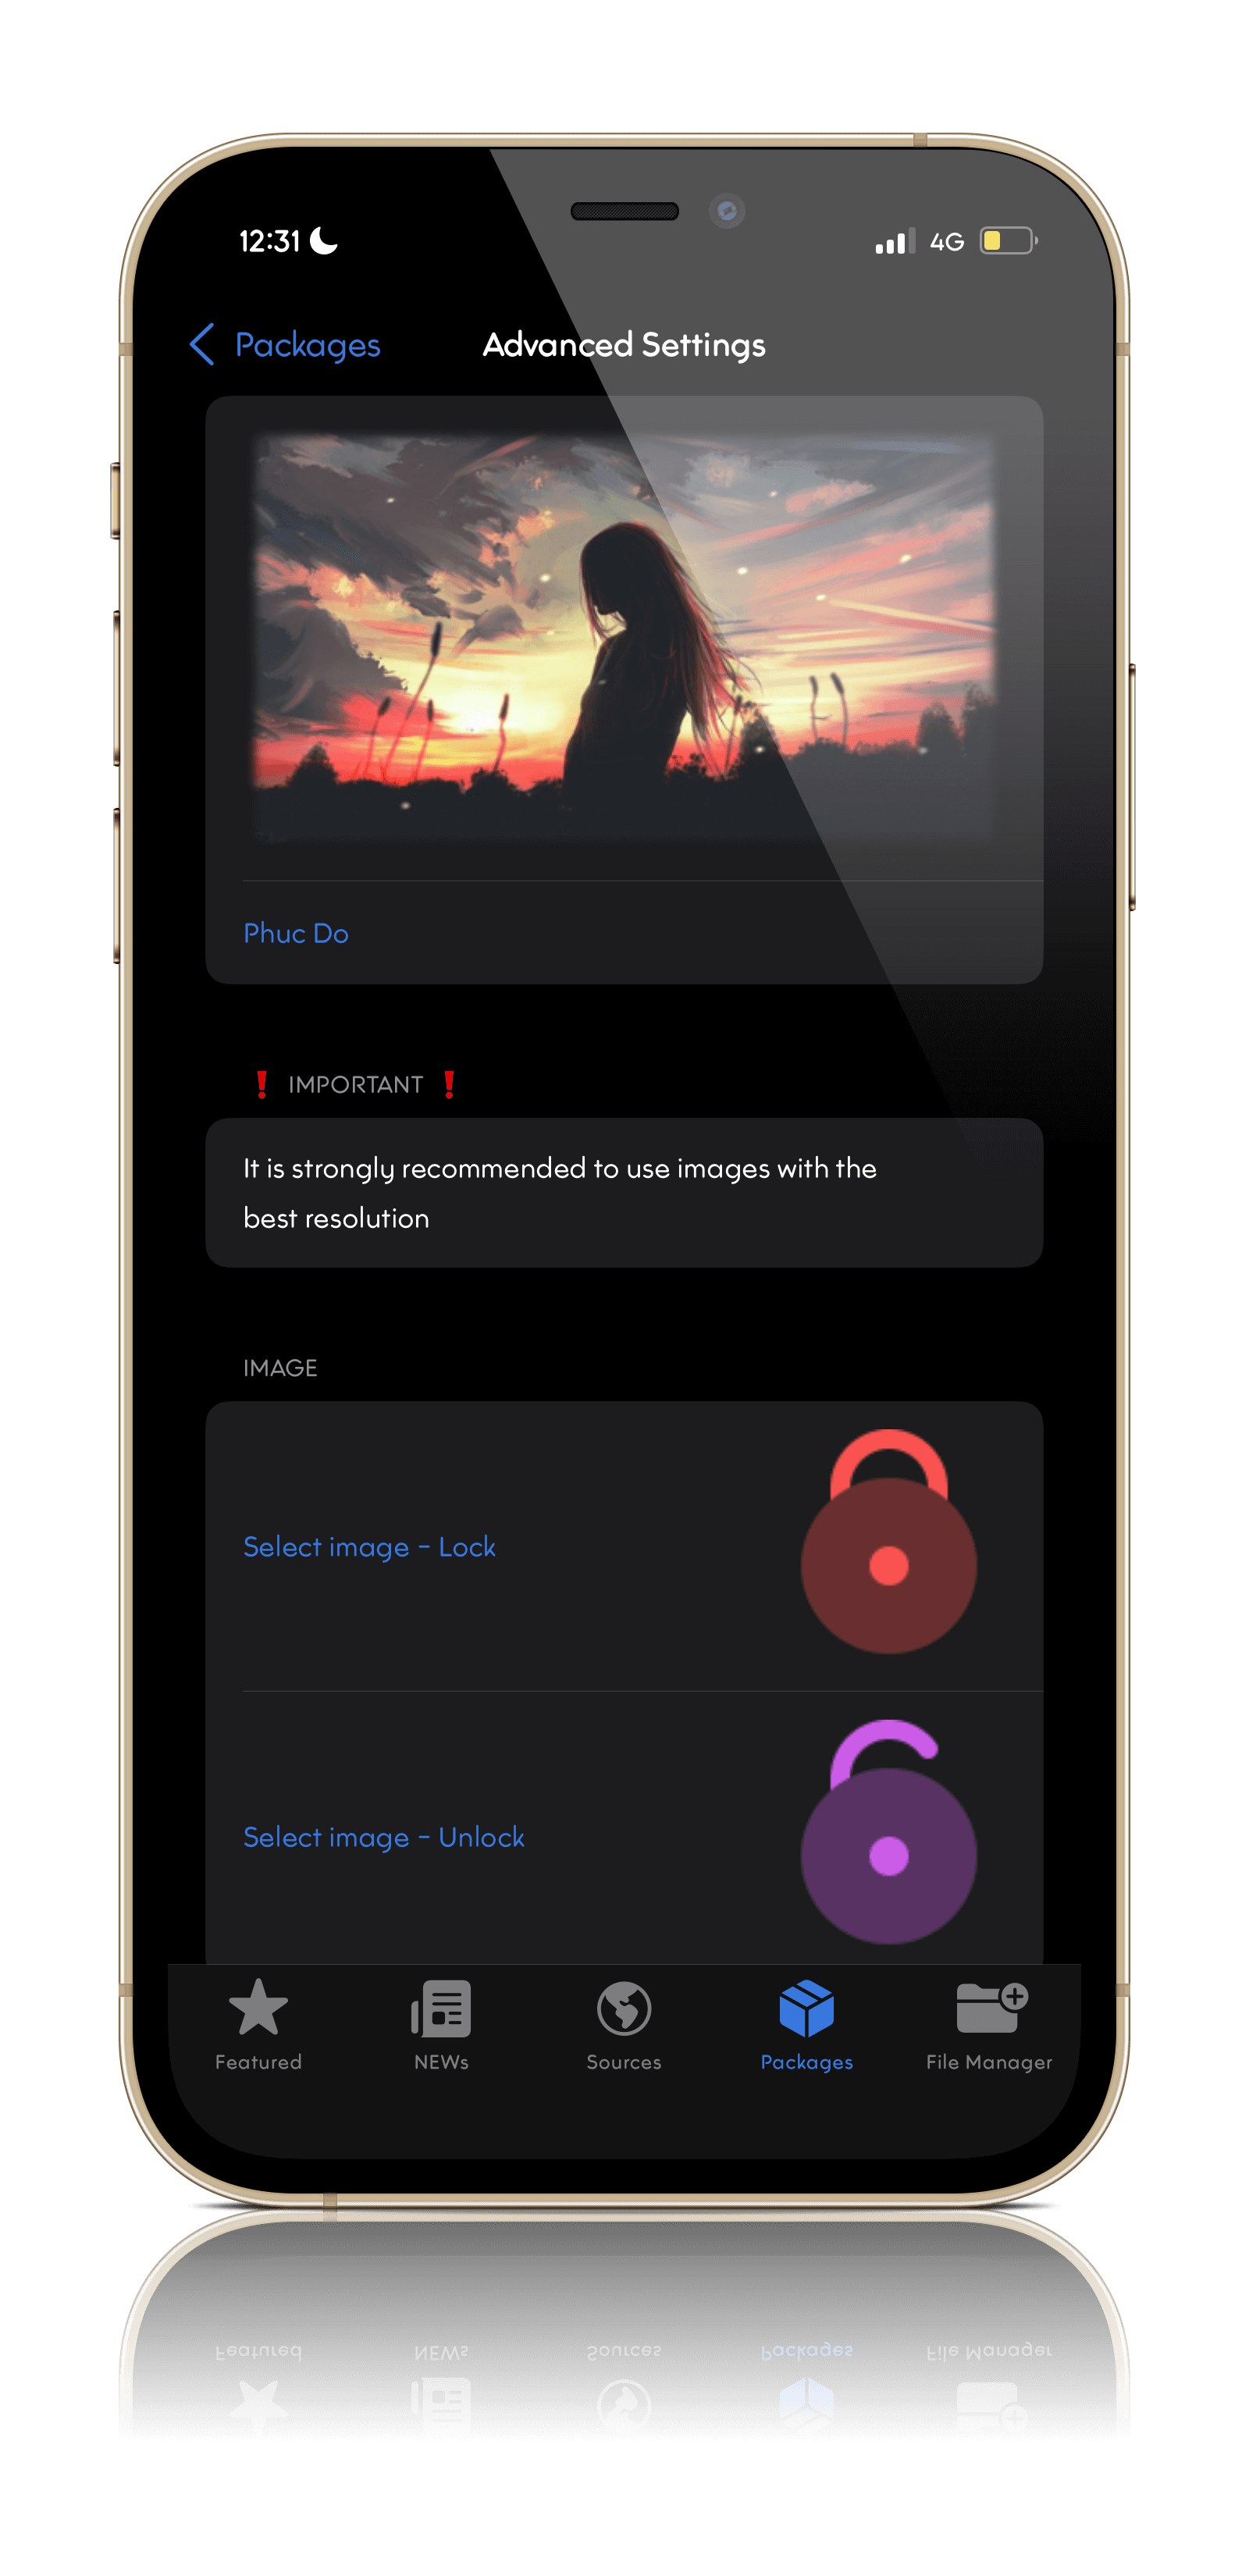 12:31
4G
Packages
Advanced Settings
Phuc Do
❗ IMPORTANT ❗
It is strongly recommended to use images with the
best resolution
IMAGE
Select image - Lock
Select image - Unlock
Featured
NEWs
Sources
Packages
File Manager